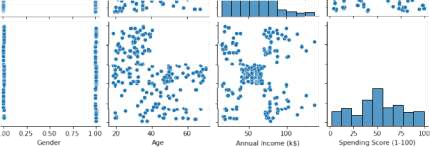 .00 0.25 0.50 0.75 1.00 20 40 60 50 100 0 25 50 75 100
Gender Age Annual Income (k$) Spending Score (1-100)